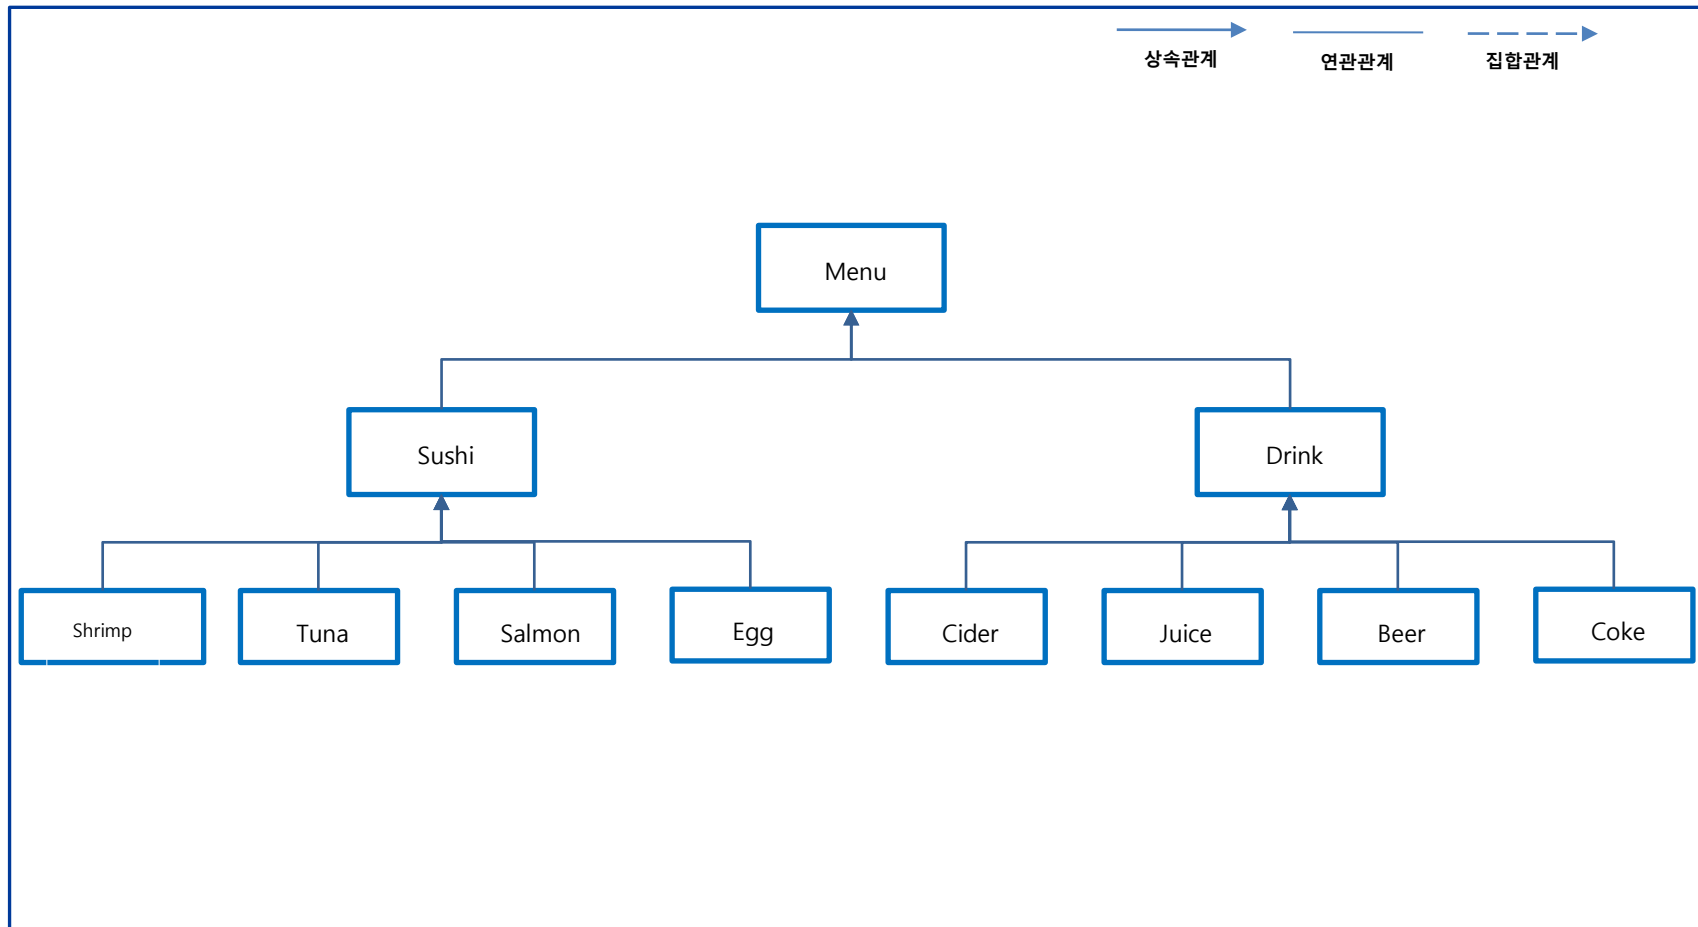 상속관계
연관관계
집합관계
Menu
Sushi
Drink
Shrimp
Tuna
Salmon
Egg
Cider
Juice
Beer
Coke